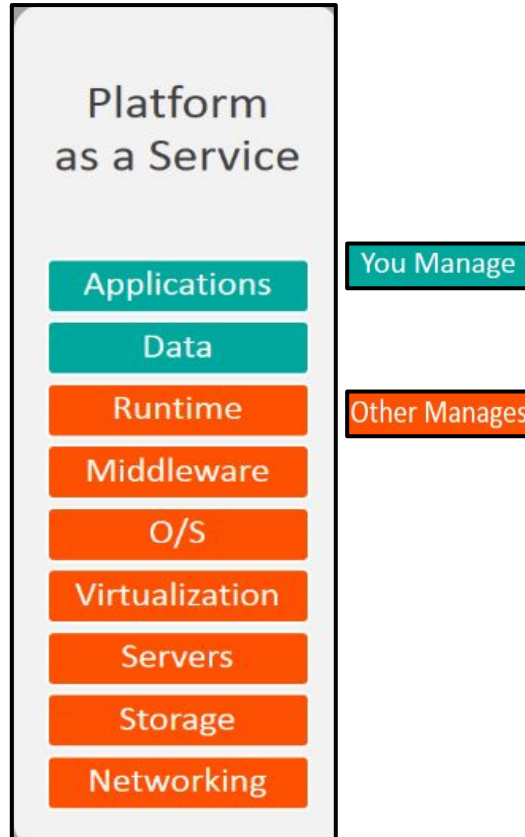 Platform
as a Service
Applications
You Manage
Data
Runtime
Other Manages
Middleware
O/S
Virtualization
Servers
Storage
Networking